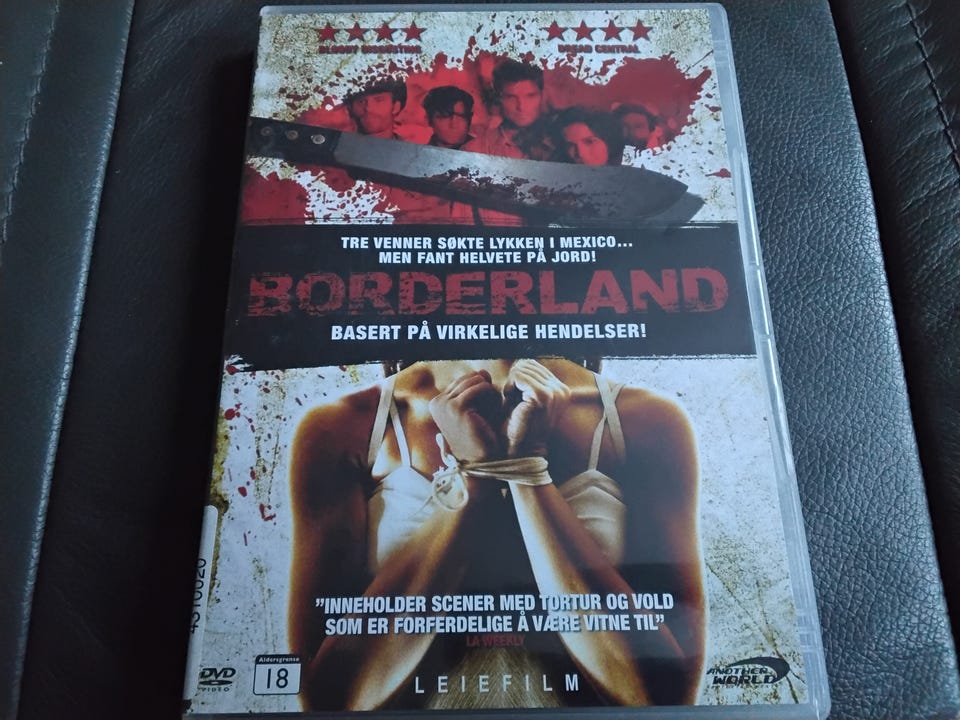 ★★★★ ★★★★
BLOODY DISGUSTING DREAD CENTRAL
TRE VENNER SØKTE LYKKEN I MEXICO...
MEN FANT HELVETE PÅ JORD!
BORDERLAND
BASERT PÅ VIRKELIGE HENDELSER!
"INNEHOLDER SCENER MED TORTUR OG VOLD
SOM ER FORFERDELIGE Å VÆRE VITNE TIL"
LA WEEKLY
DVD
VIDEO
Aldersgrense
18
LEIEFILM
ANOTHER
WORLD